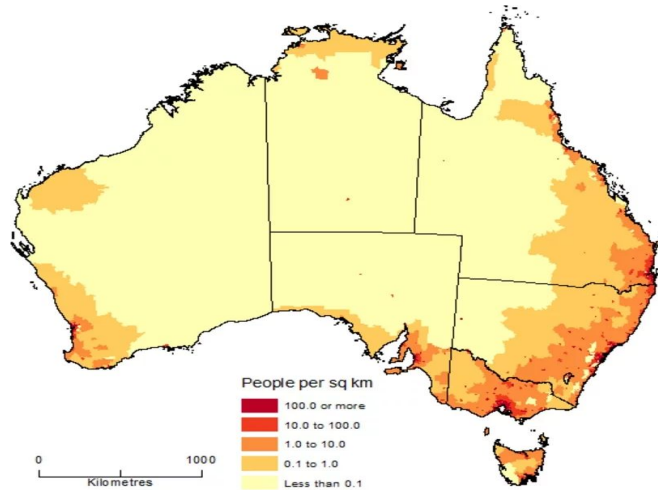 People per sq km
100.0 or more
10.0 to 100.0
1.0 to 10.0
0.1 to 1.0
Less than 0.1
0 1000
Kilometres